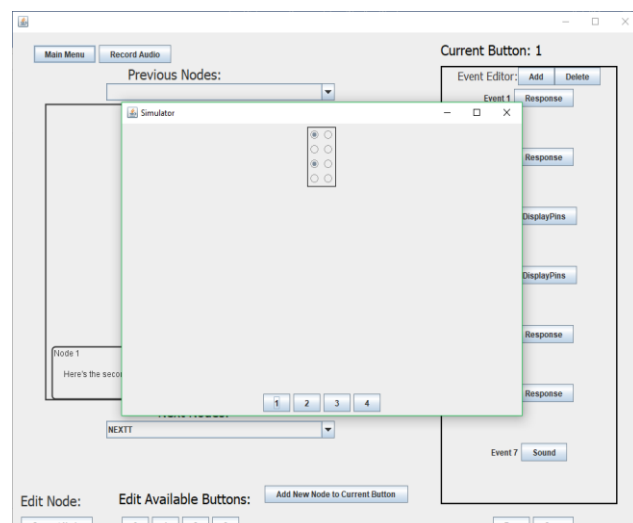 Main Menu
Record Audio
Current Button: 1
Previous Nodes:
Event Editor:
Add
Delete
Event 1
Response
Simulator
Response
DisplayPins
DisplayPins
Response
Node 1
Here's the secon
Response
1
2
3
4
NEXTT
Event 7
Sound
Edit Node:
Edit Available Buttons:
Add New Node to Current Button